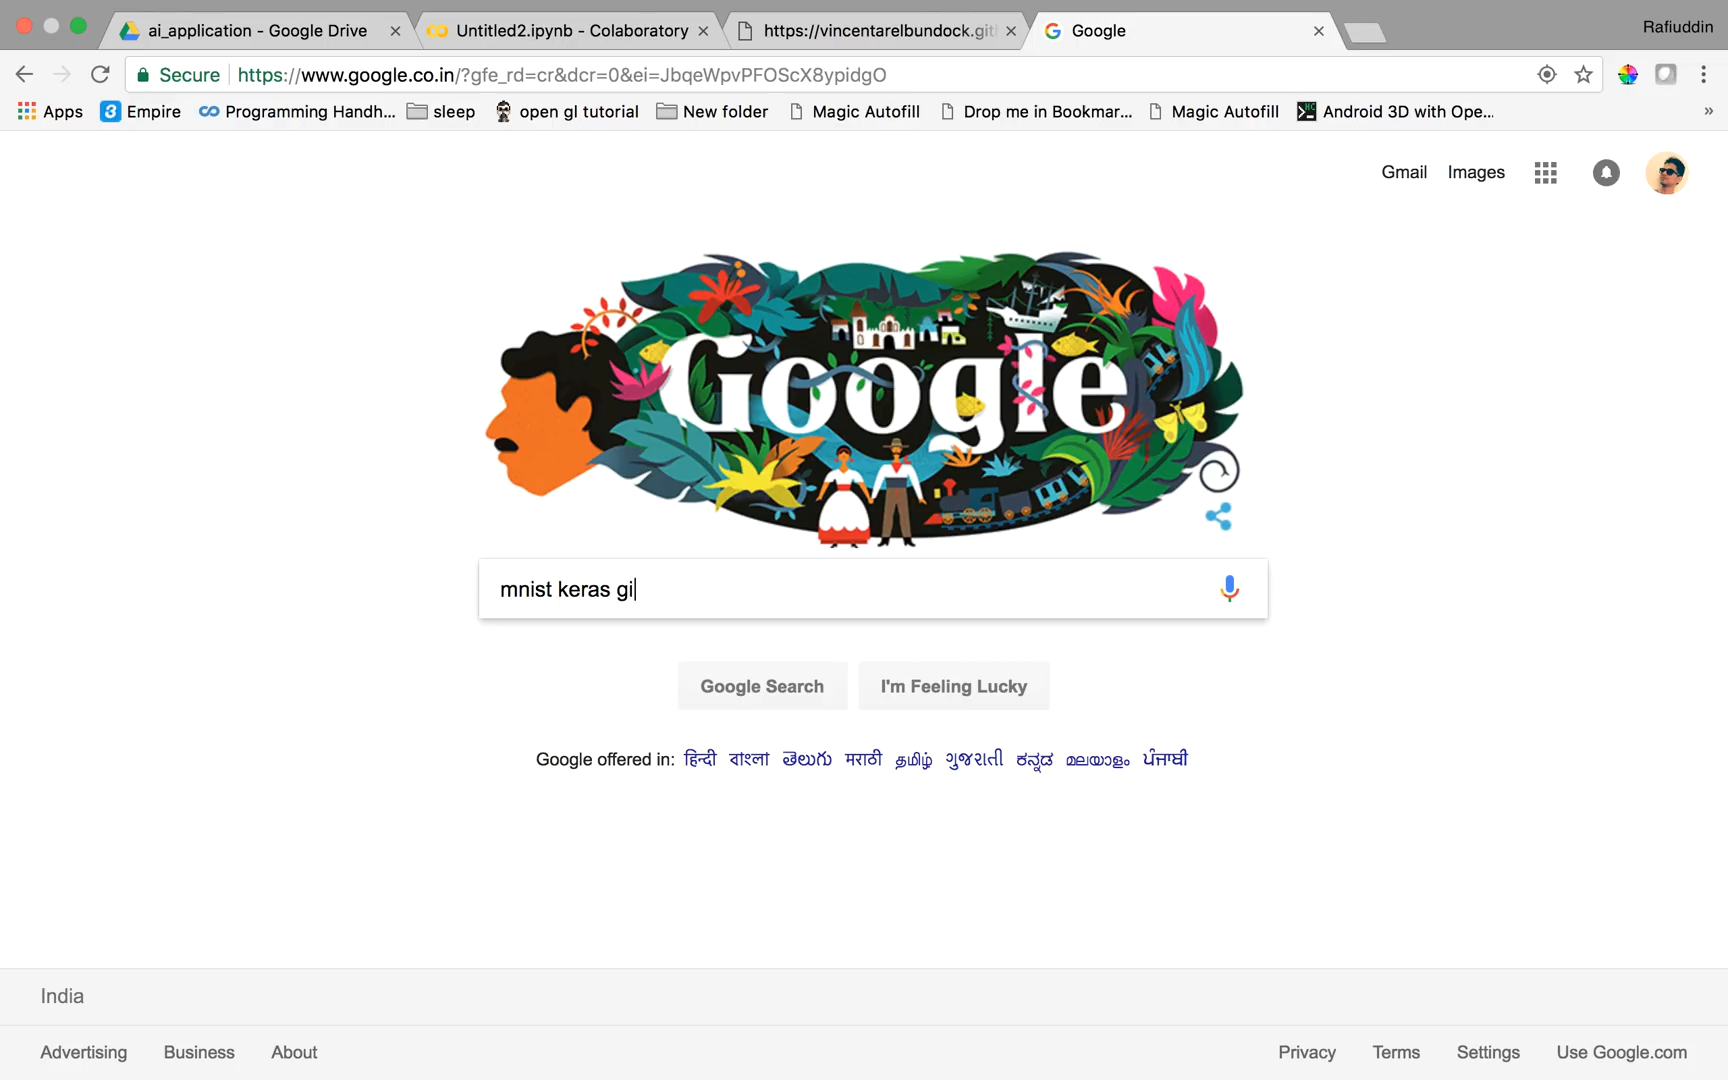 ai_application - Google Drive
Untitled2.ipynb - Colaboratory
https://vincentarelbundock.gith
Google
Rafiuddin
Secure
https://www.google.co.in/?gfe_rd=cr&dcr=0&ei=JbqeWpvPFOScX8ypidgO
Apps
3 Empire
Programming Handh...
sleep
open gl tutorial
New folder
Magic Autofill
Drop me in Bookmar...
Magic Autofill
Android 3D with Ope...
»
Gmail Images
Google
mnist keras gi
Google Search
I'm Feeling Lucky
Google offered in: हिन्दी বাংলা తెలుగు मराठी தமிழ் ગુજરાતી ಕನ್ನಡ മലയാളം ਪੰਜਾਬੀ
India
Advertising Business About
Privacy Terms Settings Use Google.com